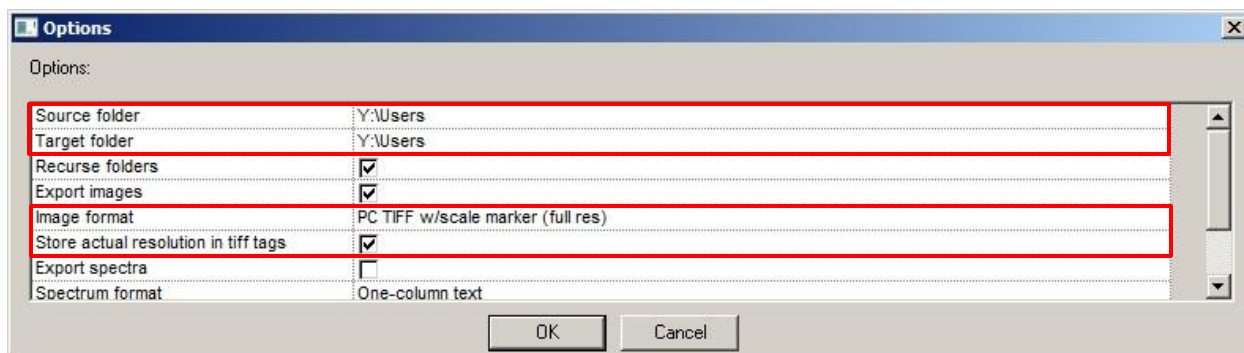 Options
Options:
Source folder Y:\Users
Target folder Y:\Users
Recurse folders
Export images
Image format PC TIFF w/scale marker (full res)
Store actual resolution in tiff tags
Export spectra
Spectrum format One-column text
OK Cancel